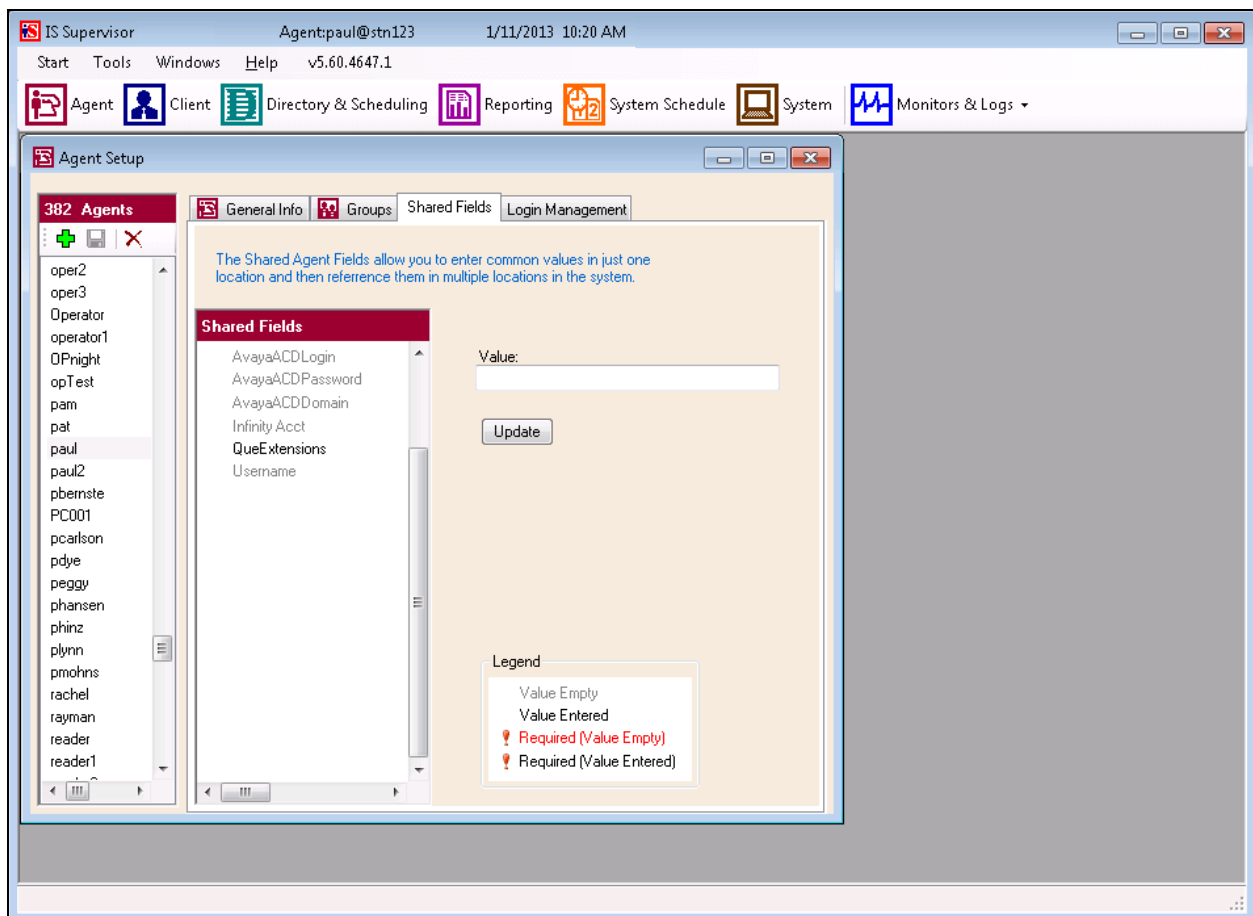 IS Supervisor Agent:paul@stn123 1/11/2013 10:20 AM
Start Tools Windows Help v5.60.4647.1
Agent Client Directory & Scheduling Reporting System Schedule System Monitors & Logs
Agent Setup
382 Agents
General Info Groups Shared Fields Login Management
oper2
oper3
Operator
operator1
OPnight
opTest
pam
pat
paul
paul2
pbernste
PC001
pcarlson
pdye
peggy
phansen
phinz
plynn
pmohns
rachel
rayman
reader
reader1
The Shared Agent Fields allow you to enter common values in just one
location and then referrence them in multiple locations in the system.
Shared Fields
AvayaACDLogin
AvayaACDPassword
AvayaACDDomain
Infinity Acct
QueExtensions
Username
Value:
Update
Legend
Value Empty
Value Entered
Required (Value Empty)
Required (Value Entered)